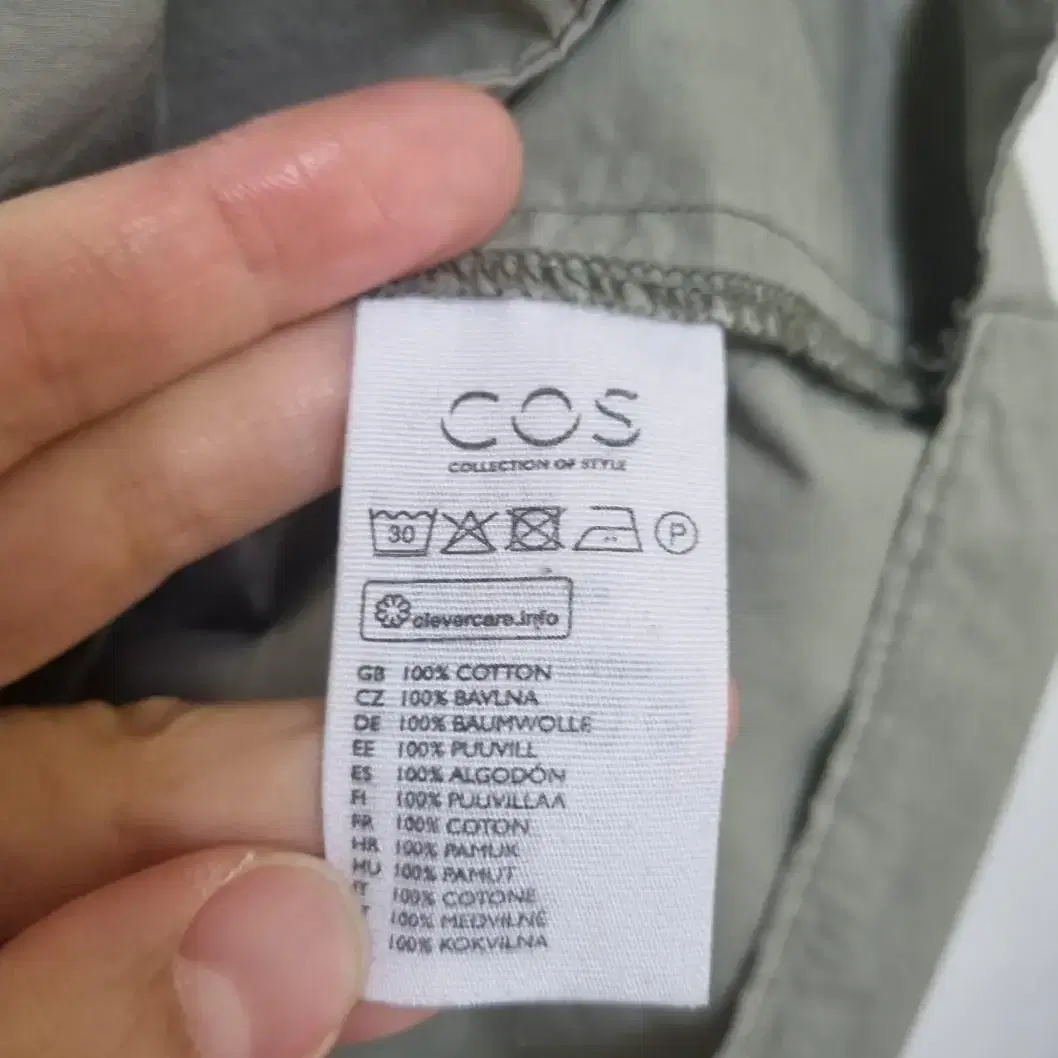 COS
COLLECTION OF STYLE
30 P
clevercare.info
GB 100% COTTON
CZ 100% BAVLNA
DE 100% BAUMWOLLE
EE 100% PUUVILL
ES 100% ALGODÓN
FI 100% PUUVILLAA
FR 100% COTON
HR 100% PAMUK
HU 100% PAMUT
IT 100% COTONE
100% MEDVILNĖ
100% KOKVILNA